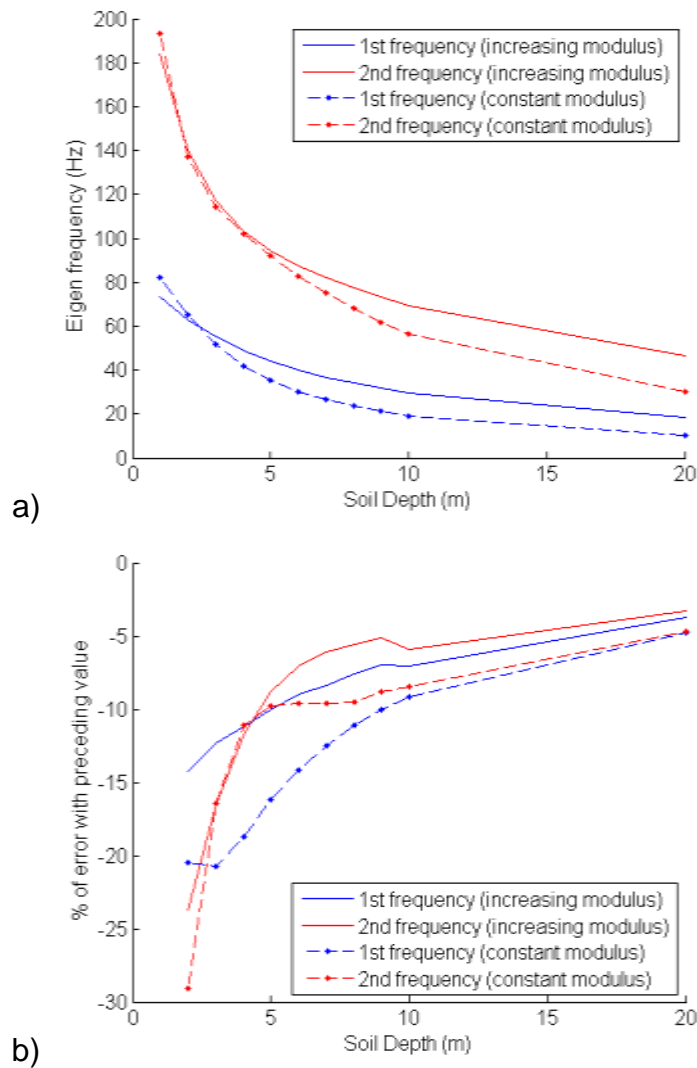 200
180
160
140
120
100
80
60
40
20
0
Eigen frequency (Hz)
1st frequency (increasing modulus)
2nd frequency (increasing modulus)
1st frequency (constant modulus)
2nd frequency (constant modulus)
0 5 10 15 20
Soil Depth (m)
a)
0
-5
-10
-15
-20
-25
-30
% of error with preceding value
1st frequency (increasing modulus)
2nd frequency (increasing modulus)
1st frequency (constant modulus)
2nd frequency (constant modulus)
0 5 10 15 20
Soil Depth (m)
b)